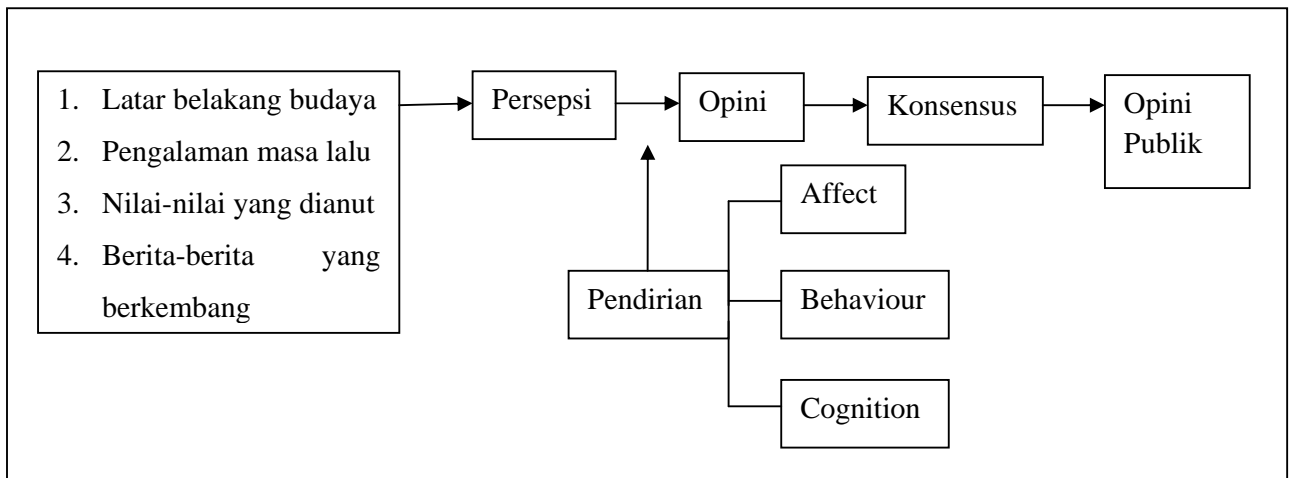 1. Latar belakang budaya
2. Pengalaman masa lalu
3. Nilai-nilai yang dianut
4. Berita-berita yang
berkembang
Persepsi
Opini
Konsensus
Opini
Publik
Affect
Pendirian
Behaviour
Cognition